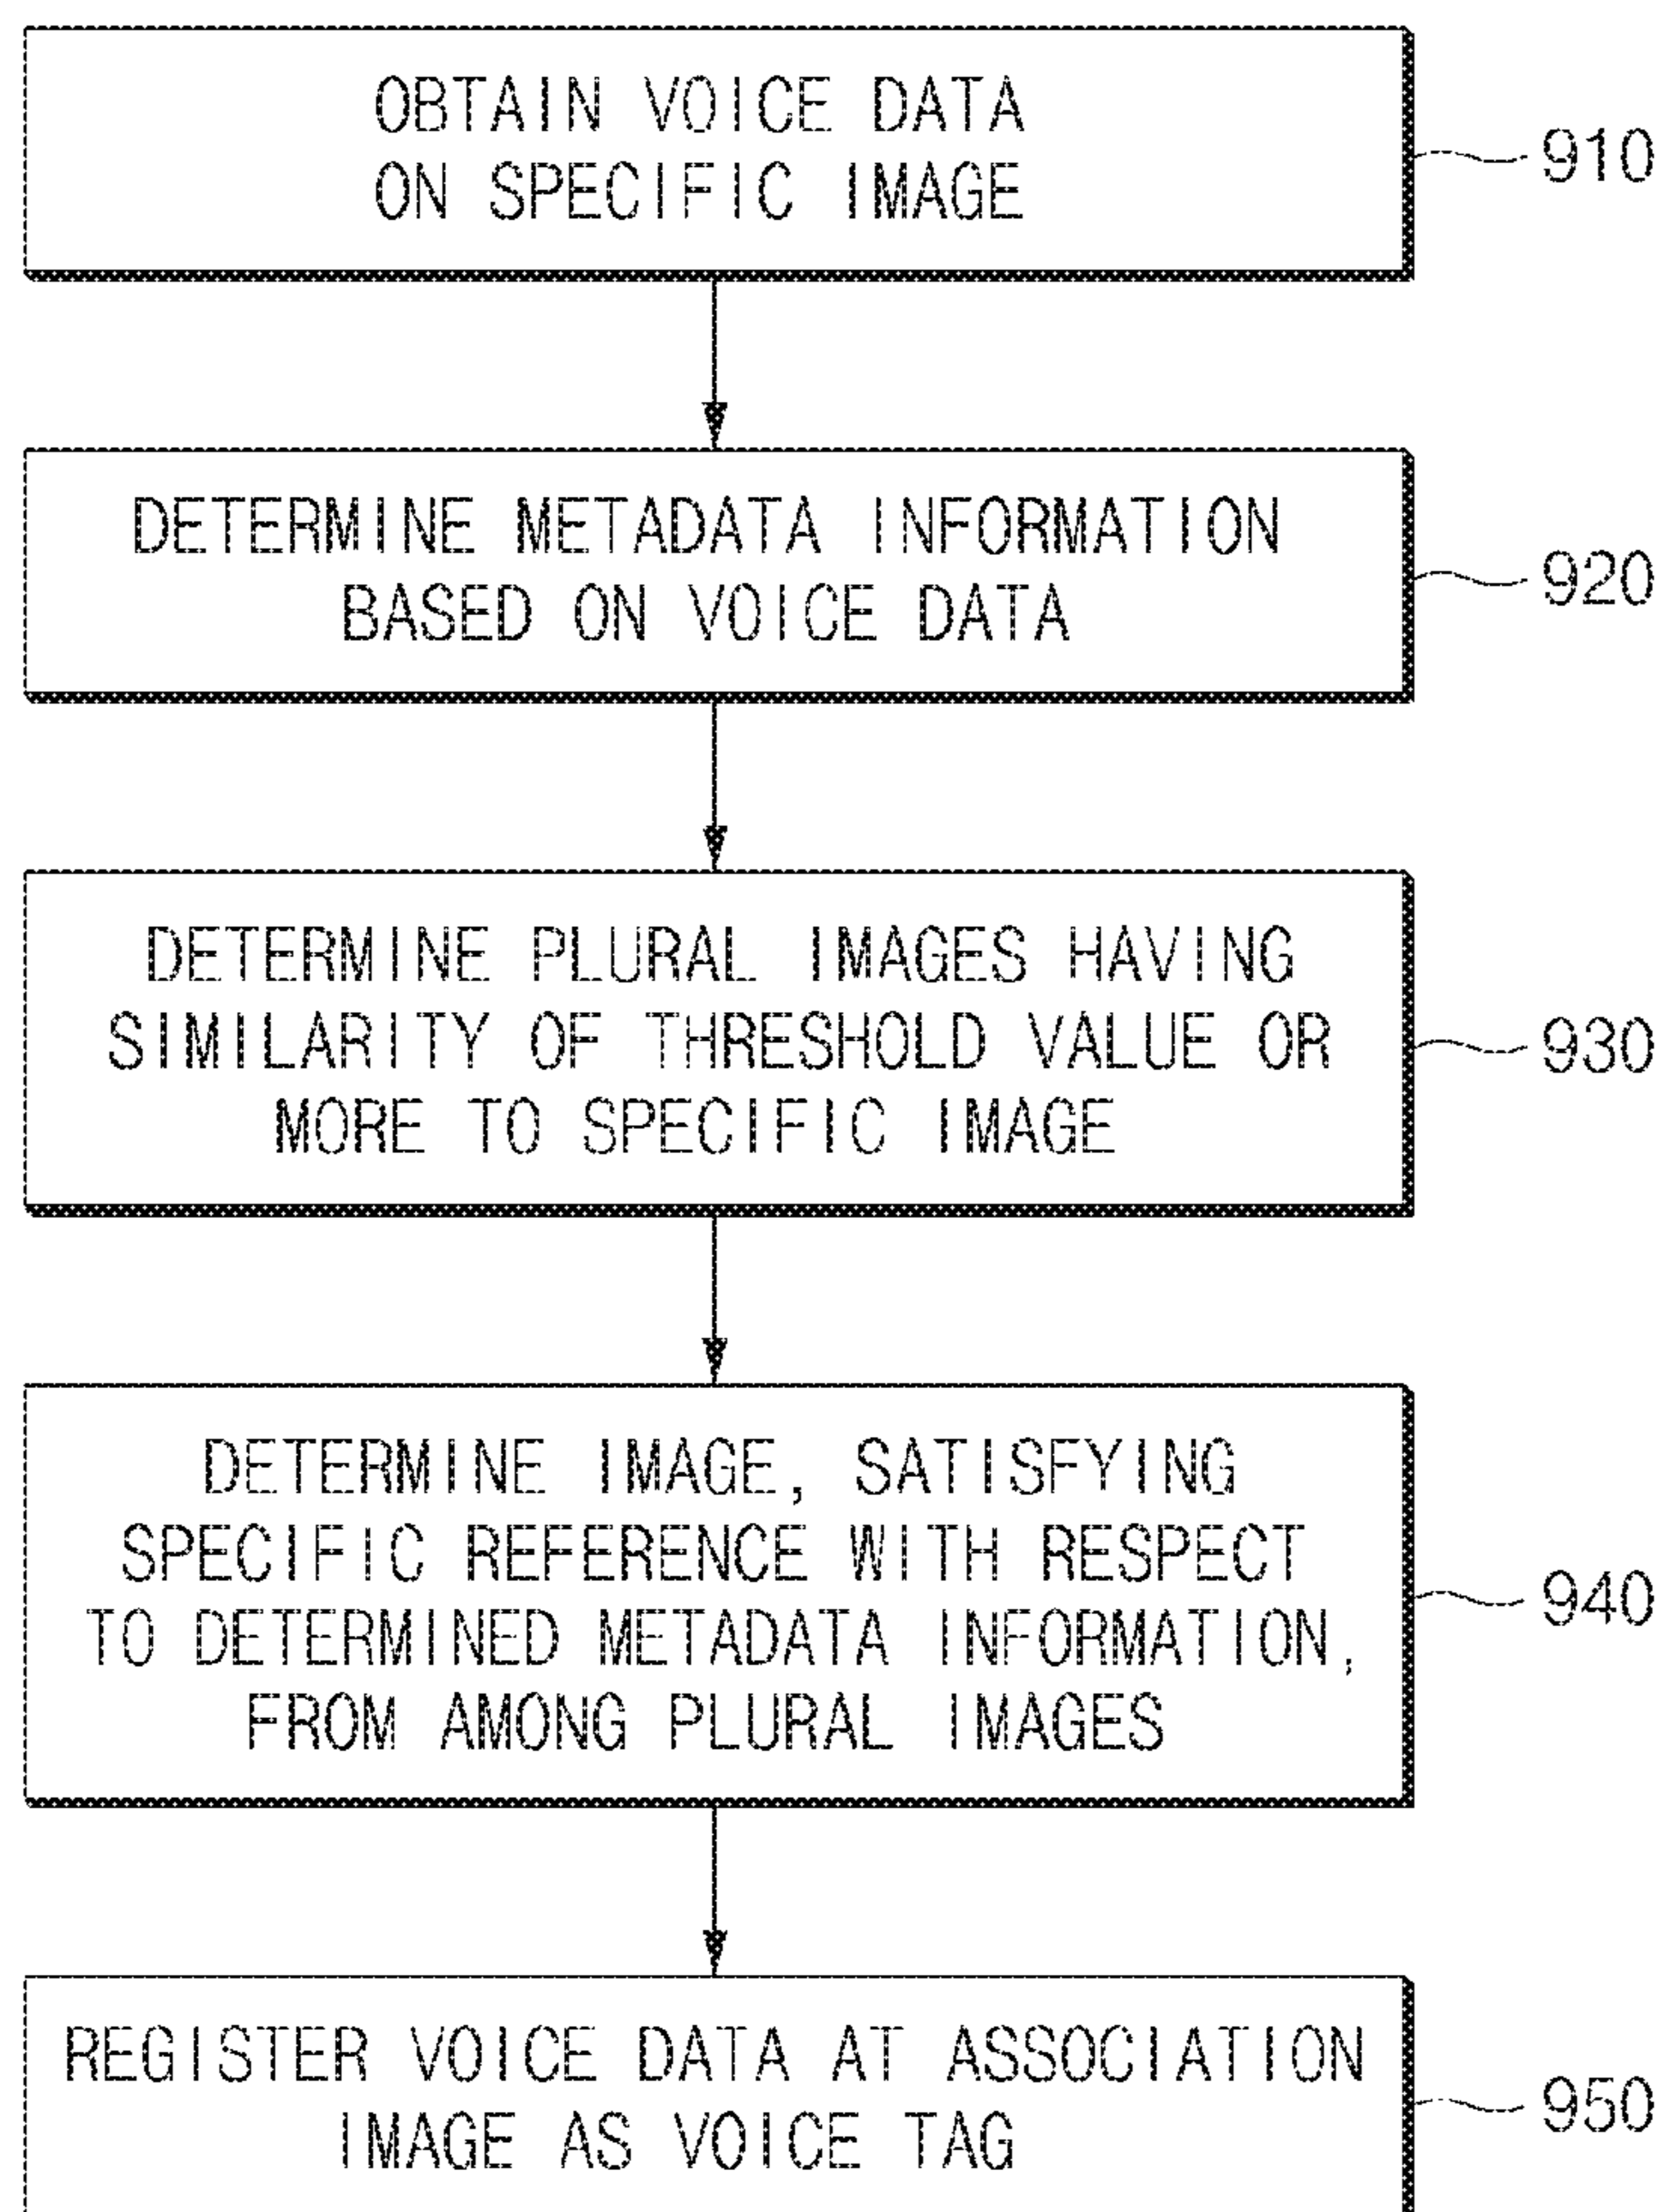 OBTAIN VOICE DATA
ON SPECIFIC IMAGE
910
DETERMINE METADATA INFORMATION
BASED ON VOICE DATA
920
DETERMINE PLURAL IMAGES HAVING
SIMILARITY OF THRESHOLD VALUE OR
MORE TO SPECIFIC IMAGE
930
DETERMINE IMAGE, SATISFYING
SPECIFIC REFERENCE WITH RESPECT
TO DETERMINED METADATA INFORMATION,
FROM AMONG PLURAL IMAGES
940
REGISTER VOICE DATA AT ASSOCIATION
IMAGE AS VOICE TAG
950